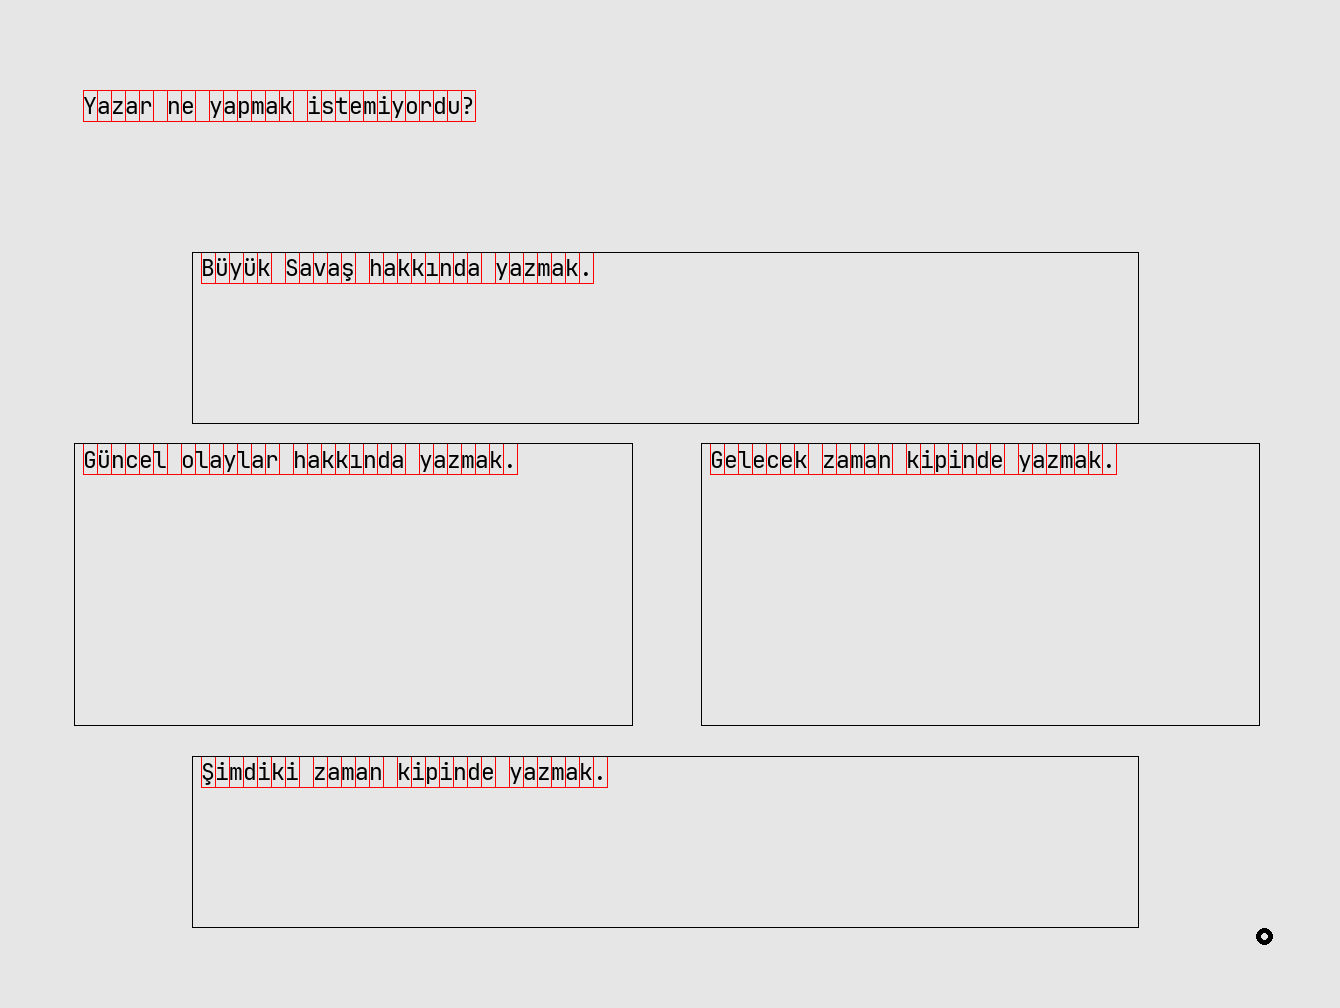 Yazar ne yapmak istemiyordu?
Büyük Savaş hakkında yazmak.
Güncel olaylar hakkında yazmak.
Gelecek zaman kipinde yazmak.
Şimdiki zaman kipinde yazmak.